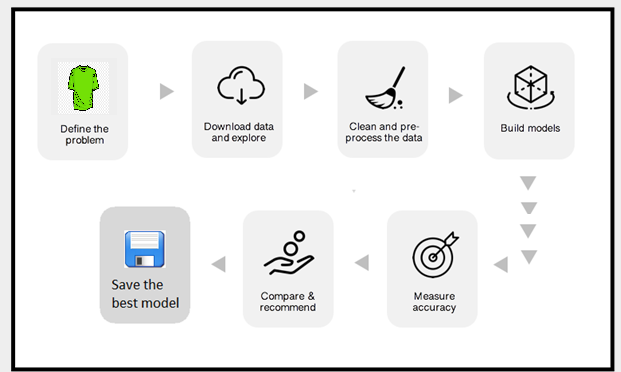 Define the
problem
Download data
and explore
Clean and pre-
process the data
Build models
Measure
accuracy
Compare &
recommend
Save the
best model